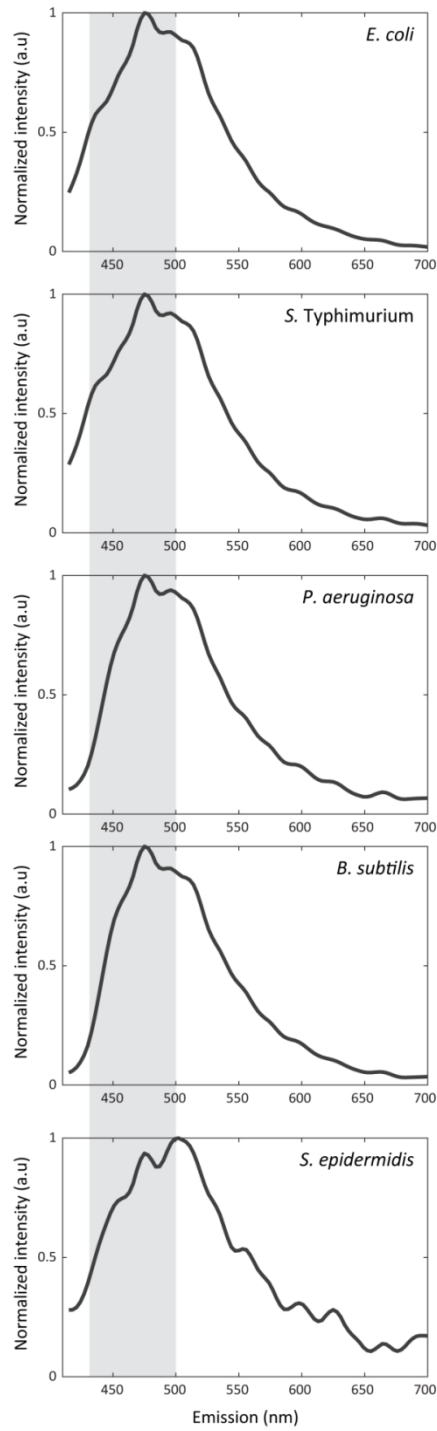 E. coli
Normalized intensity (a.u)
1
0.5
0
450 500 550 600 650 700
S. Typhimurium
Normalized intensity (a.u)
1
0.5
0
450 500 550 600 650 700
P. aeruginosa
Normalized intensity (a.u)
1
0.5
0
450 500 550 600 650 700
B. subtilis
Normalized intensity (a.u)
1
0.5
0
450 500 550 600 650 700
S. epidermidis
Normalized intensity (a.u)
1
0.5
0
450 500 550 600 650 700
Emission (nm)